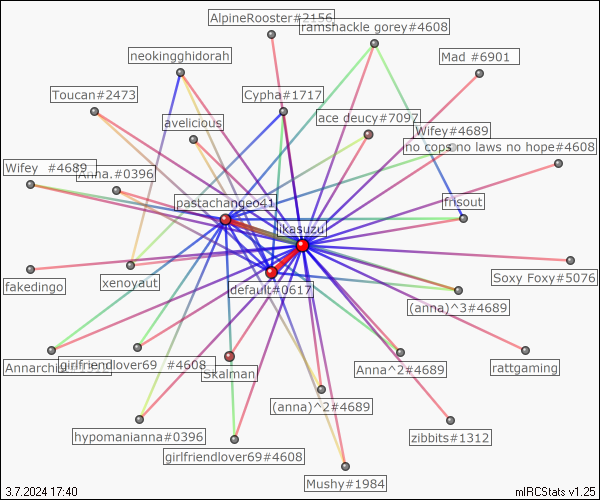 AlpineRooster#2156
ramshackle gorey#4608
neokingghidorah
Mad #6901
Toucan#2473
Cypha#1717
ace deucy#7097
avelicious
Wifey#4689
no cops no laws no hope#4608
Wifey #4689
Anna.#0396
pastachangeo41
frisout
ikasuzu
Soxy Foxy#5076
fakedingo
xenoyaut
default#0617
(anna)^3#4689
Annarchis
girlfriendlover69 #4608
Skalman
Anna^2#4689
rattgaming
(anna)^2#4689
hypomanianna#0396
zibbits#1312
girlfriendlover69#4608
Mushy#1984
3.7.2024 17:40
mIRCStats v1.25